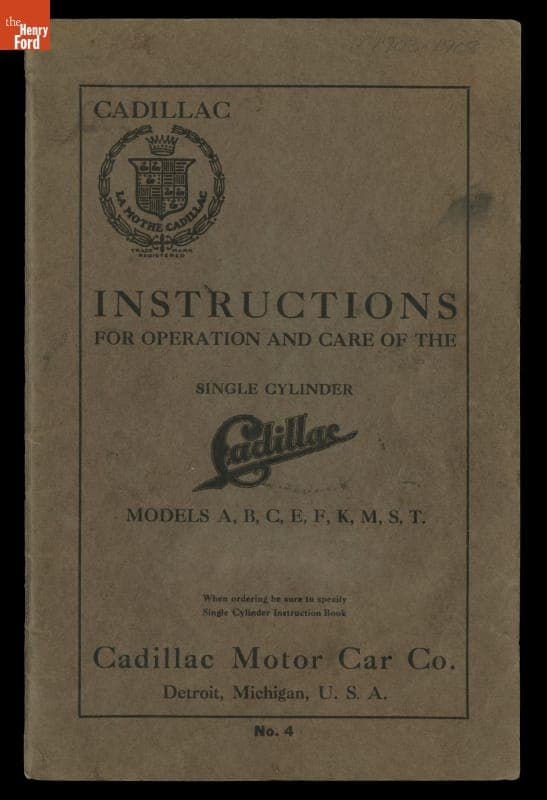 the
Henry
Ford
1903-1908
CADILLAC
LA MOTHE CADILLAC
TRADE MARK
REGISTERED
INSTRUCTIONS
FOR OPERATION AND CARE OF THE
SINGLE CYLINDER
Cadillac
MODELS A, B, C, E, F, K, M, S, T.
When ordering be sure to specify
Single Cylinder Instruction Book
Cadillac Motor Car Co.
Detroit, Michigan, U. S. A.
No. 4